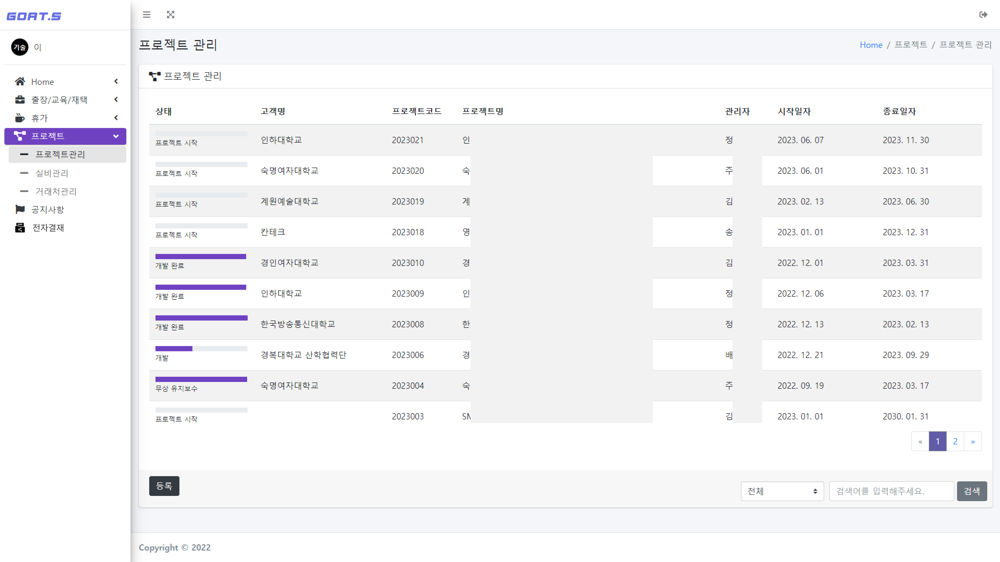 GOAT.S
기술 이
Home
출장/교육/재택
휴가
프로젝트
프로젝트관리
실비관리
거래처관리
공지사항
전자결재
프로젝트 관리
Home / 프로젝트 / 프로젝트 관리
프로젝트 관리
상태 고객명 프로젝트코드 프로젝트명 관리자 시작일자 종료일자
프로젝트 시작 인하대학교 2023021 인 정 2023. 06. 07 2023. 11. 30
프로젝트 시작 숙명여자대학교 2023020 숙 주 2023. 06. 01 2023. 10. 31
프로젝트 시작 계원예술대학교 2023019 계 김 2023. 02. 13 2023. 06. 30
프로젝트 시작 칸테크 2023018 영 송 2023. 01. 01 2023. 12. 31
개발 완료 경인여자대학교 2023010 경 김 2022. 12. 01 2023. 03. 31
개발 완료 인하대학교 2023009 인 정 2022. 12. 06 2023. 03. 17
개발 완료 한국방송통신대학교 2023008 한 정 2022. 12. 13 2023. 02. 13
개발 경복대학교 산학협력단 2023006 경 배 2022. 12. 21 2023. 09. 29
무상 유지보수 숙명여자대학교 2023004 숙 주 2022. 09. 19 2023. 03. 17
프로젝트 시작 2023003 김 2023. 01. 01 2030. 01. 31
« 1 2 »
등록
전체 검색어를 입력해주세요. 검색
Copyright © 2022